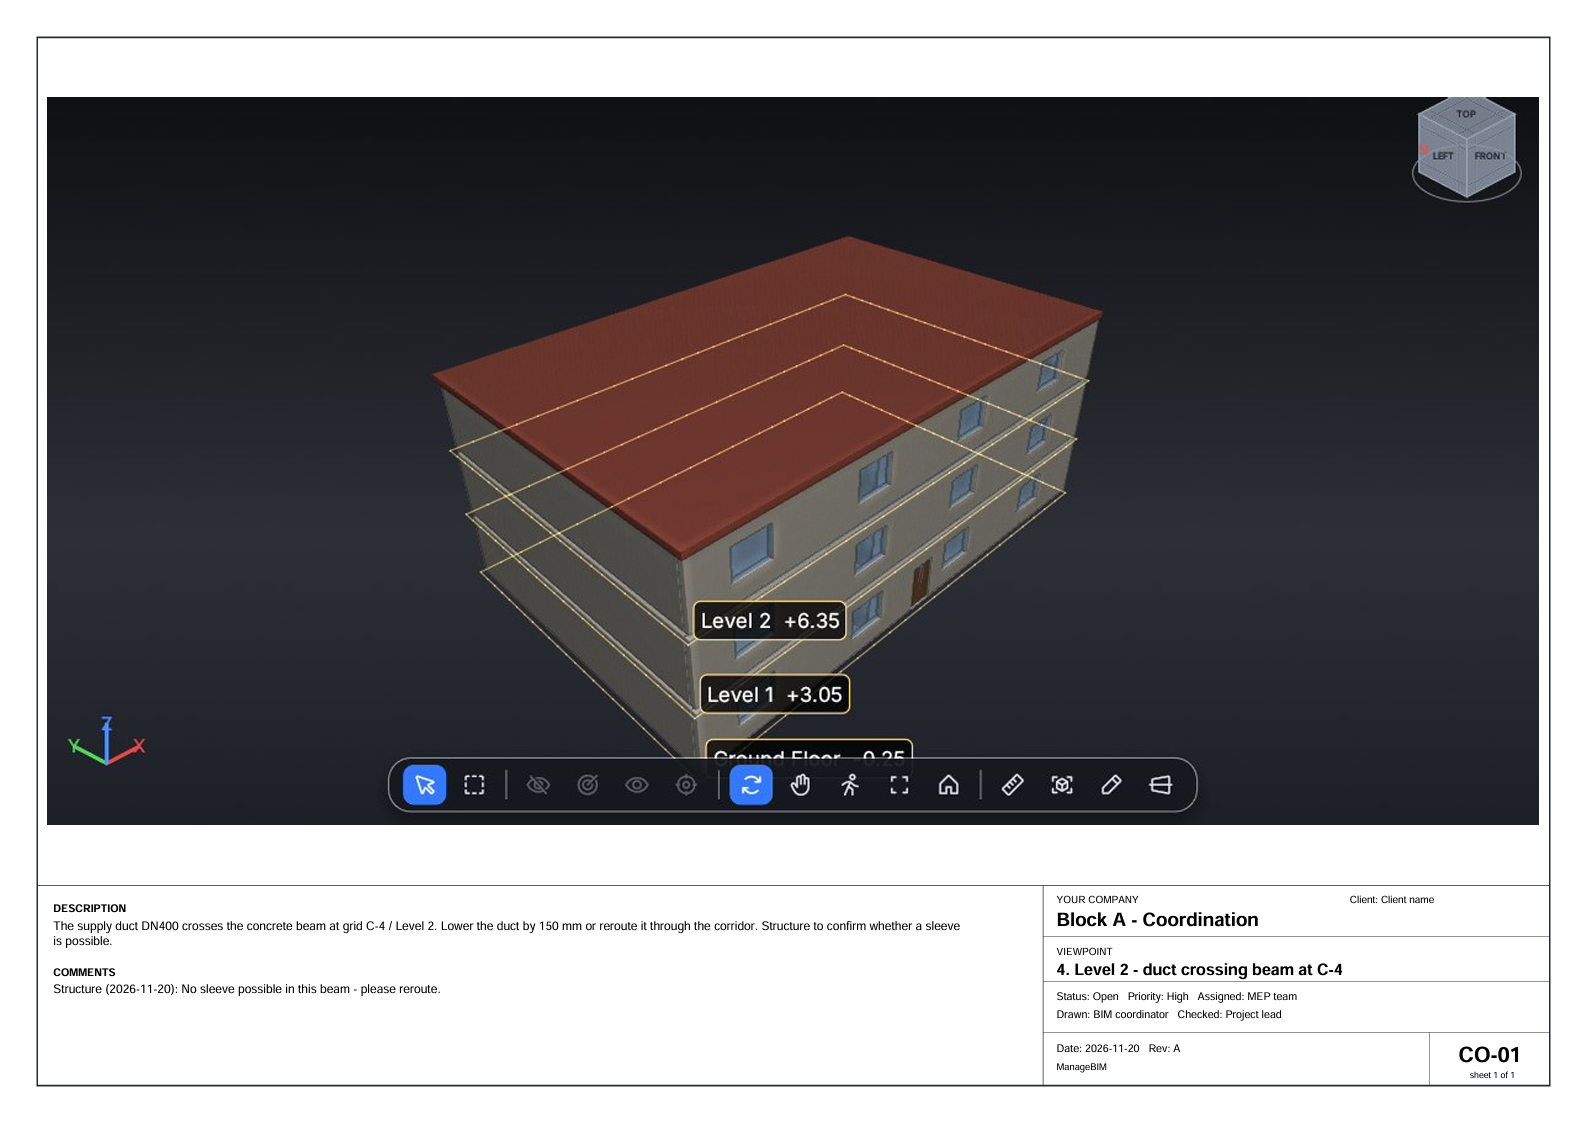 TOP
LEFT
FRONT
Level 2 +6.35
Level 1 +3.05
Ground Floor -0.25
Z
Y
X
DESCRIPTION
The supply duct DN400 crosses the concrete beam at grid C-4 / Level 2. Lower the duct by 150 mm or reroute it through the corridor. Structure to confirm whether a sleeve
is possible.
COMMENTS
Structure (2026-11-20): No sleeve possible in this beam - please reroute.
YOUR COMPANY
Client: Client name
Block A - Coordination
VIEWPOINT
4. Level 2 - duct crossing beam at C-4
Status: Open Priority: High Assigned: MEP team
Drawn: BIM coordinator Checked: Project lead
Date: 2026-11-20 Rev: A
ManageBIM
CO-01
sheet 1 of 1